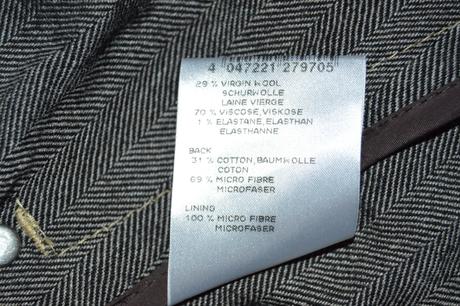 4 "047221"279705"
29 % VIRGIN WOOL
SCHURWOLLE
LAINE VIERGE
70 % VISCOSE,VISKOSE
1 % ELASTANE,ELASTHAN
ELASTHANNE
BACK
31 % COTTON,BAUMWOLLE
COTON
69 % MICRO FIBRE
MICROFASER
LINING
100 % MICRO FIBRE
MICROFASER